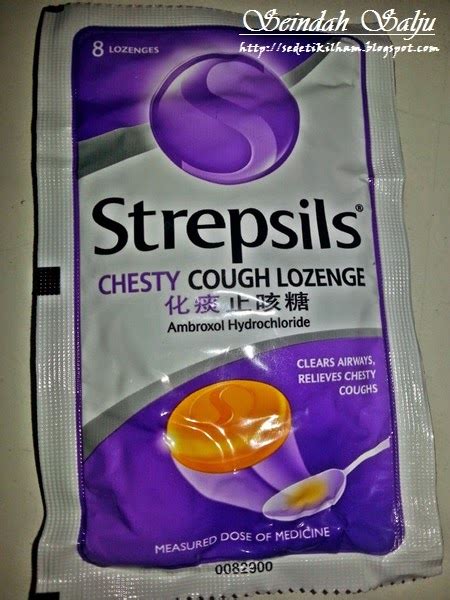 Seindah Salju
http://sedetikilham.blogspot.com
8 LOZENGES
Strepsils®
CHESTY COUGH LOZENGE
化痰止咳糖
Ambroxol Hydrochloride
CLEARS AIRWAYS,
RELIEVES CHESTY
COUGHS
MEASURED DOSE OF MEDICINE
0082900